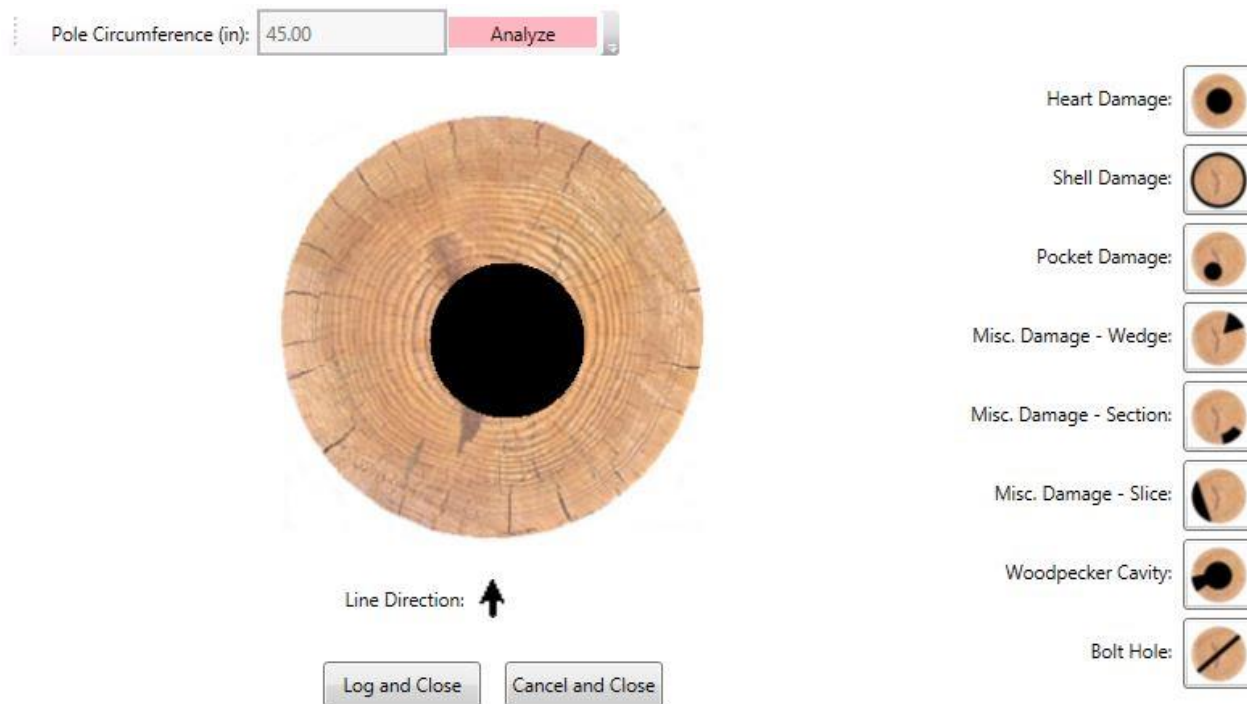 Pole Circumference (in): 45.00 Analyze
Heart Damage:
Shell Damage:
Pocket Damage:
Misc. Damage - Wedge:
Misc. Damage - Section:
Misc. Damage - Slice:
Woodpecker Cavity:
Bolt Hole:
Line Direction:
Log and Close Cancel and Close